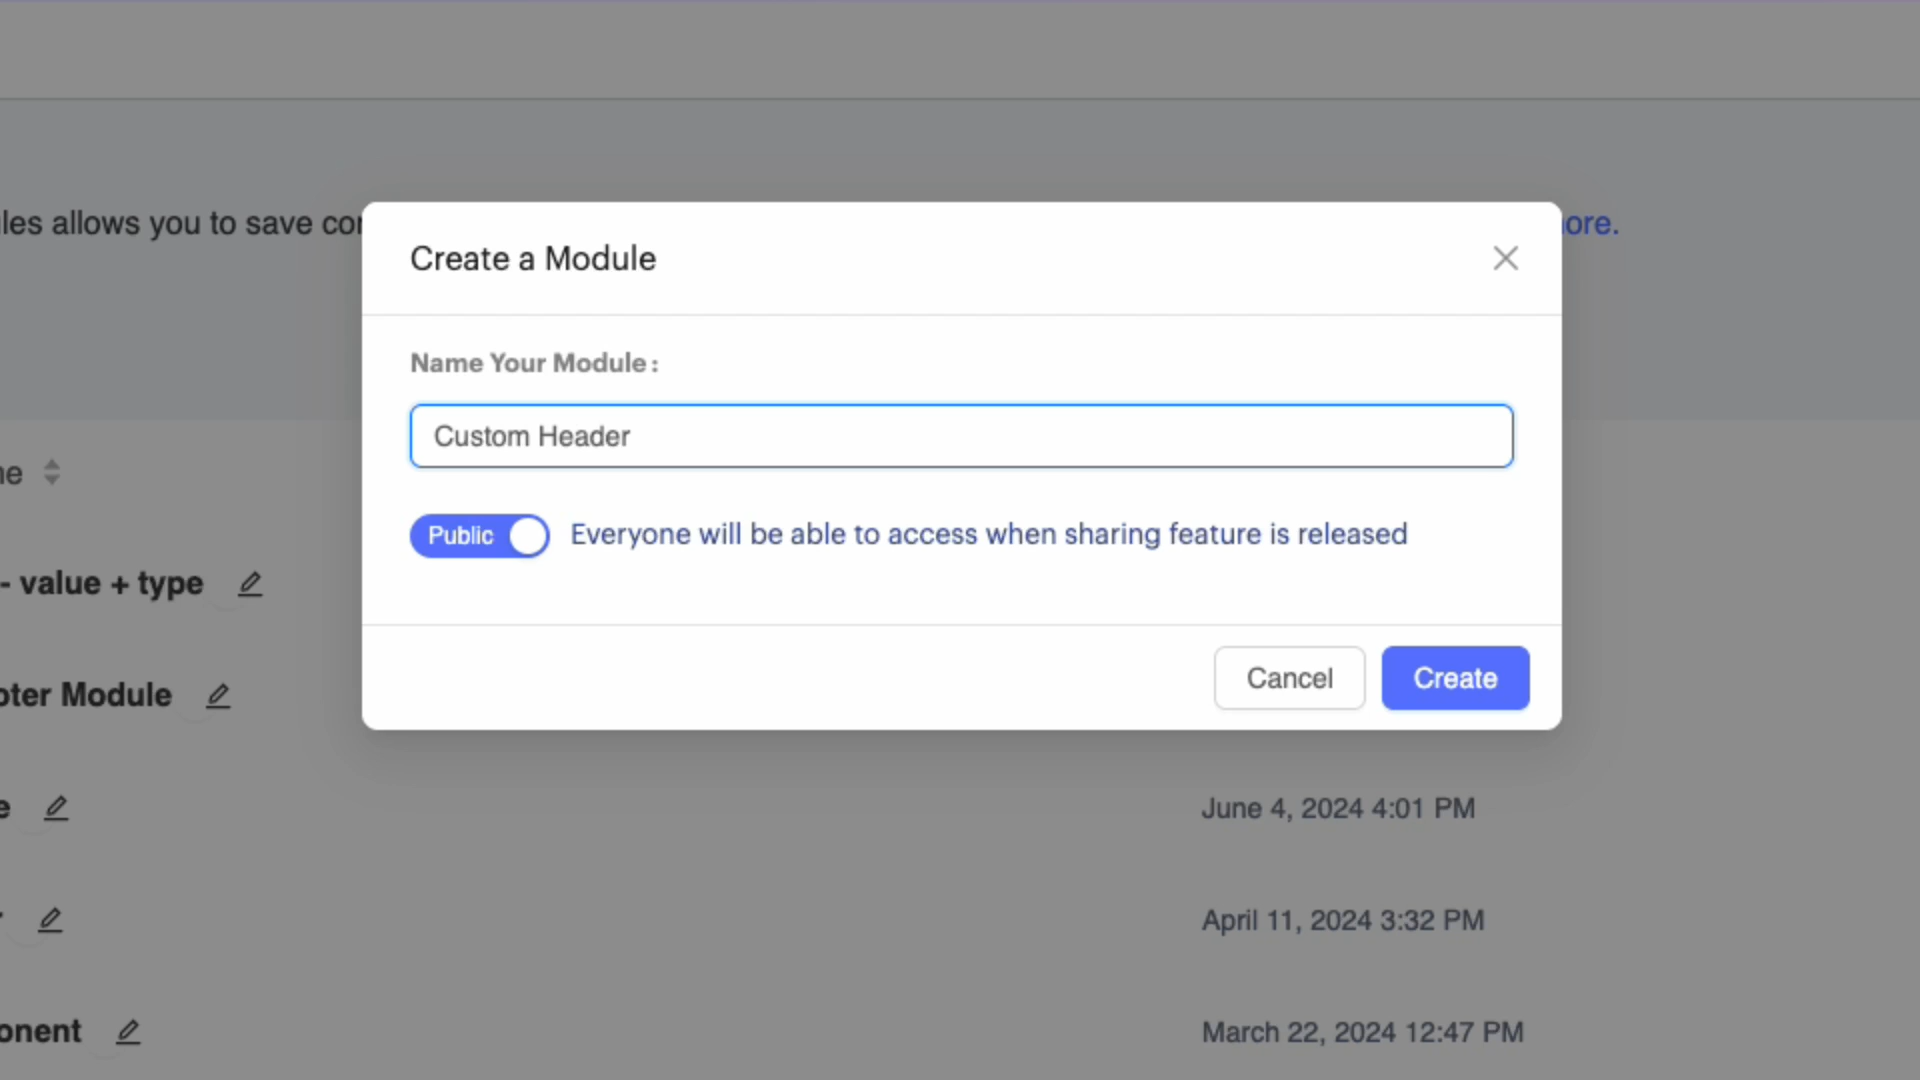 les allows you to save
ore.
Create a Module
Name Your Module:
Custom Header
Public
Everyone will be able to access when sharing feature is released
Cancel
Create
- value + type
Module
June 4, 2024 4:01 PM
April 11, 2024 3:32 PM
onent
March 22, 2024 12:47 PM